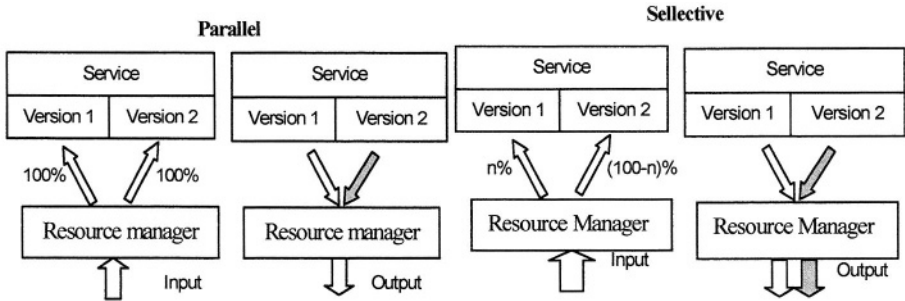 Parallel
Sellective
Service
Version 1 Version 2
100% 100%
Resource manager
Input
Service
Version 1 Version 2
Resource manager
Output
Service
Version 1 Version 2
n% (100-n)%
Resource Manager
Input
Service
Version 1 Version 2
Resource Manager
Output